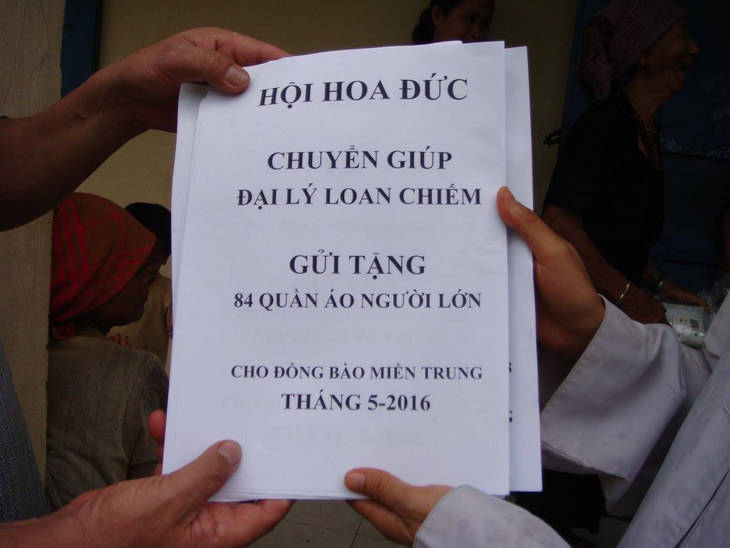 HỘI HOA ĐỨC
CHUYỂN GIÚP
ĐẠI LÝ LOAN CHIẾM
GỬI TẶNG
84 QUẦN ÁO NGƯỜI LỚN
CHO ĐỒNG BÀO MIỀN TRUNG
THÁNG 5-2016